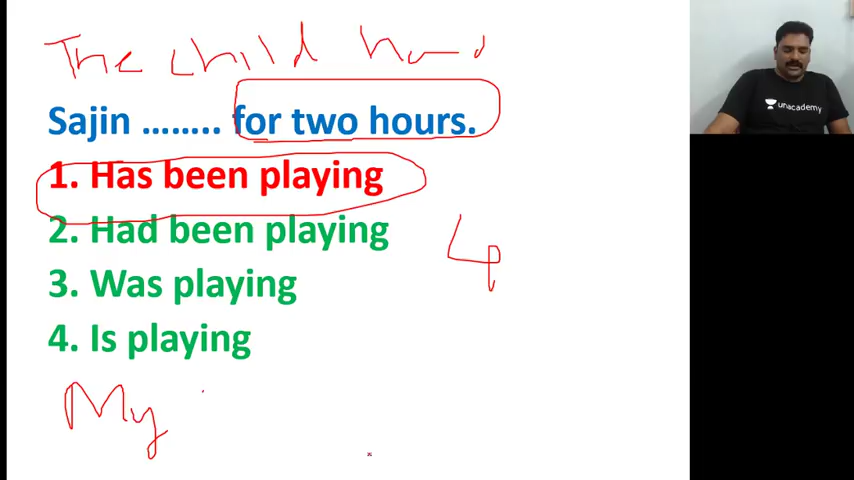 The child had
Sajin ........ for two hours.
1. Has been playing
2. Had been playing
3. Was playing
4. Is playing
My
unacademy